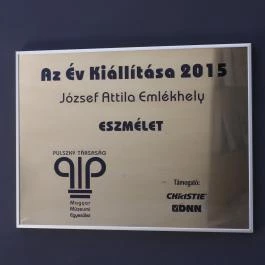 Az Év Kiállítása 2015
József Attila Emlékhely
ESZMÉLET
PULSZKY TÁRSASÁG
Magyar
Múzeumi
Egyesület
Támogató:
CHRISTIE
DNN